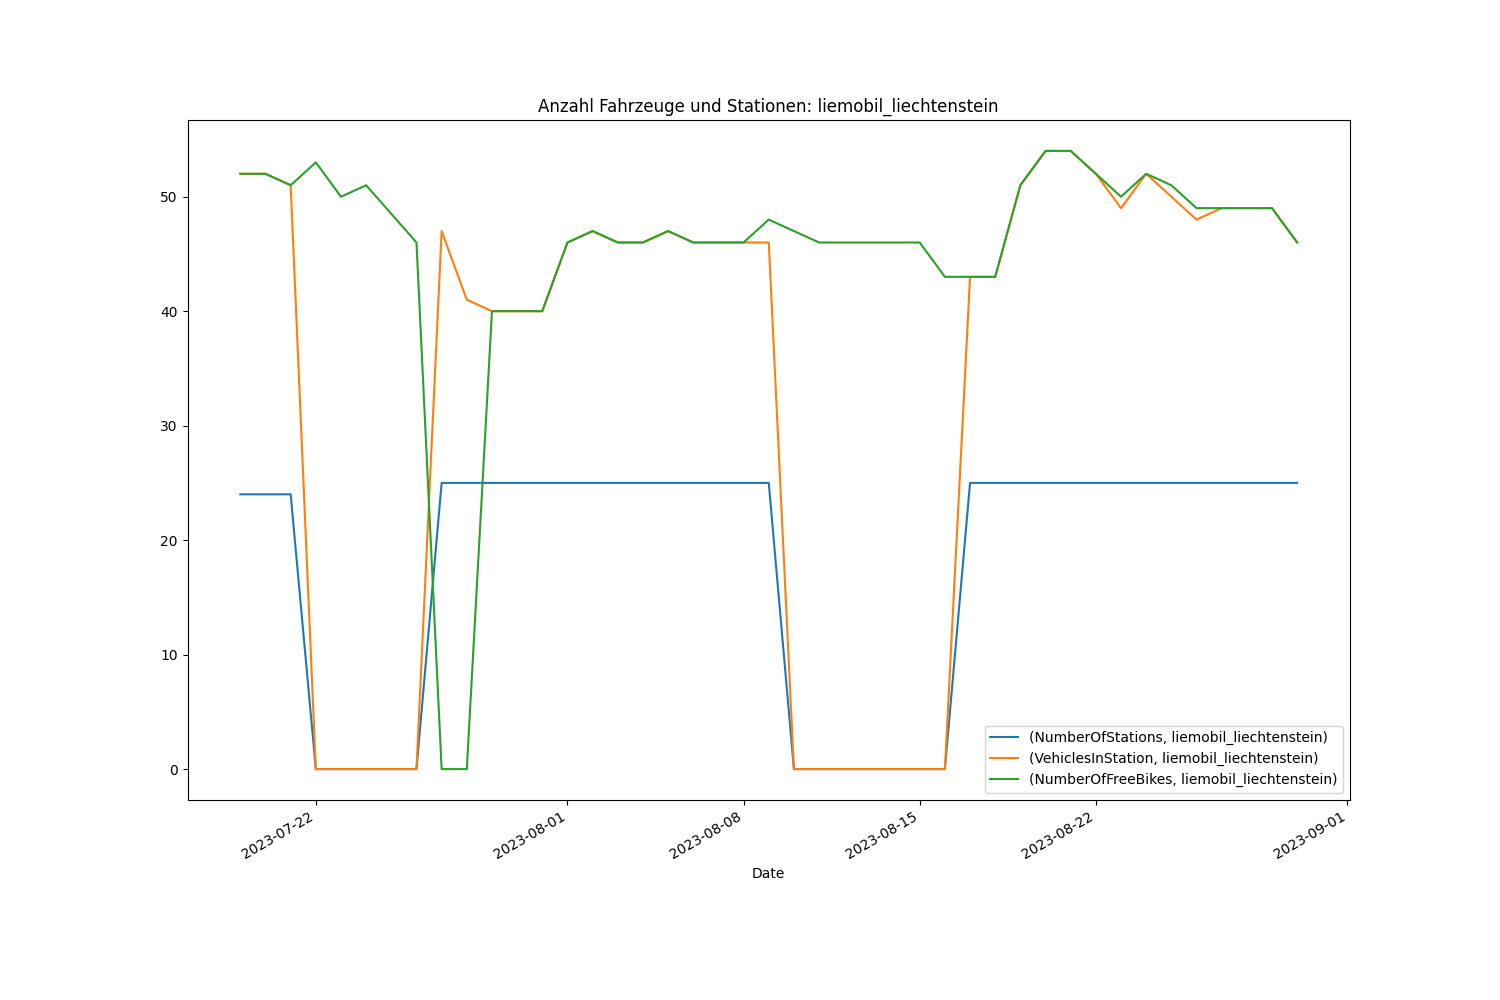 Anzahl Fahrzeuge und Stationen: liemobil_liechtenstein
50
40
30
20
10
0
(NumberOfStations, liemobil_liechtenstein)
(VehiclesInStation, liemobil_liechtenstein)
(NumberOfFreeBikes, liemobil_liechtenstein)
2023-07-22
2023-08-01
2023-08-08
2023-08-15
2023-08-22
2023-09-01
Date